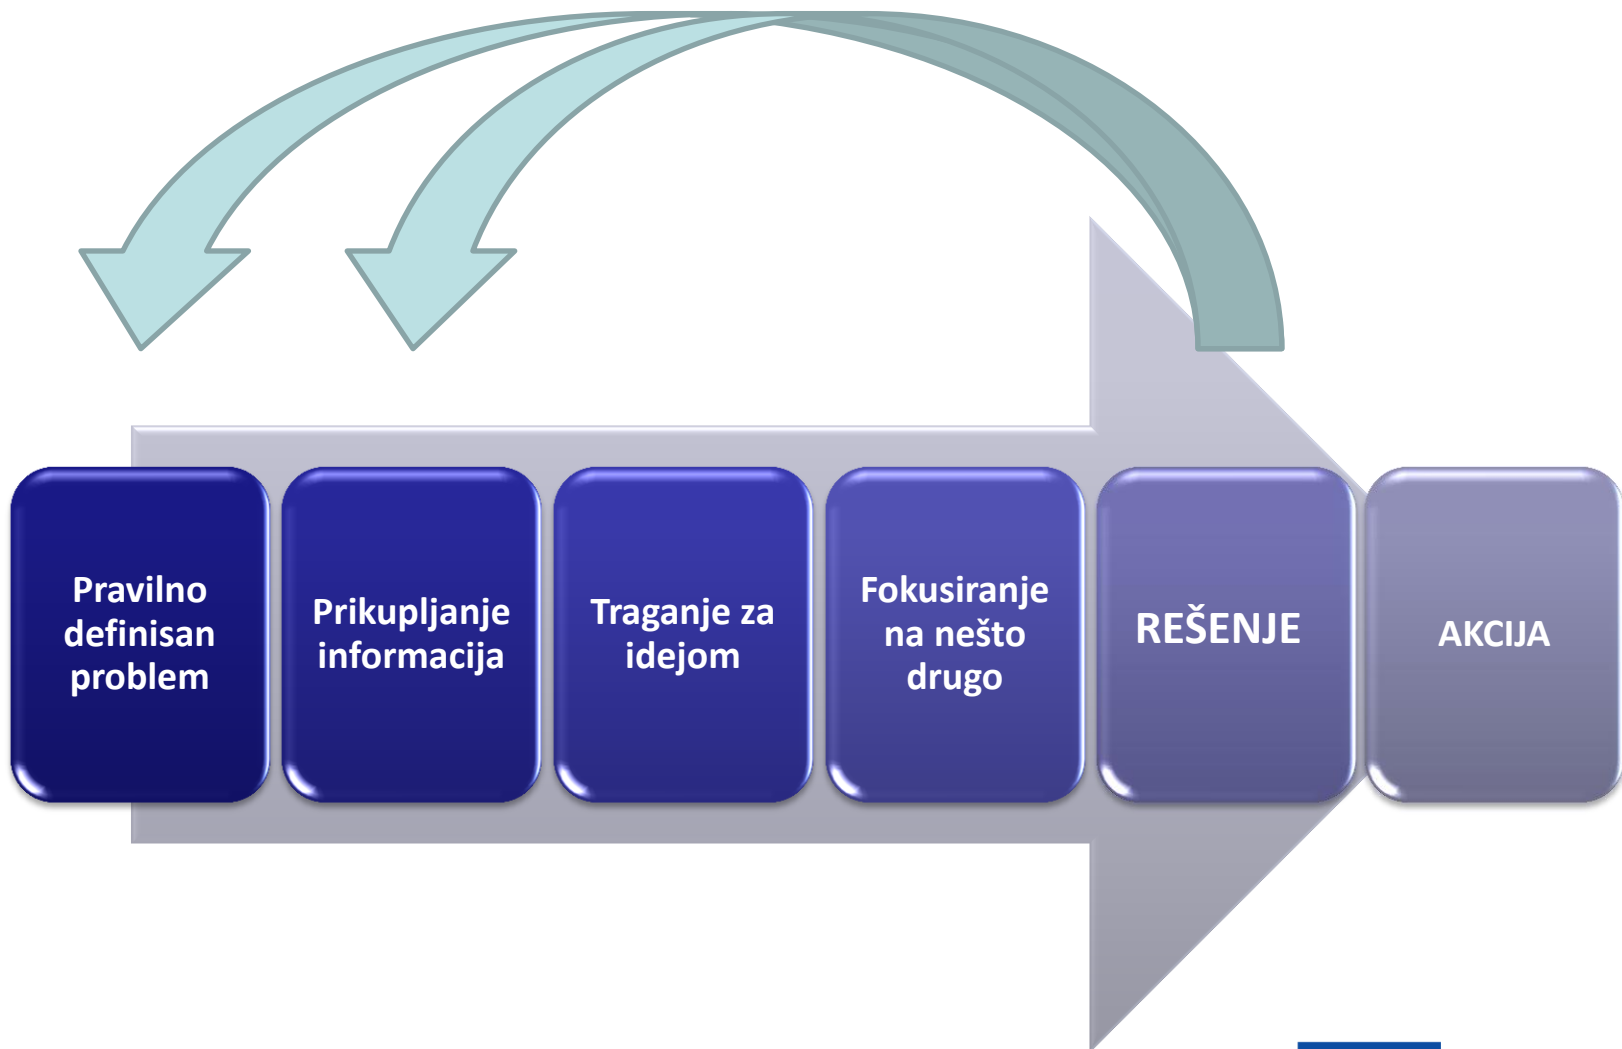 Pravilno
definisan
problem
Prikupljanje
informacija
Traganje za
idejom
Fokusiranje
na nešto
drugo
REŠENJE
AKCIJA